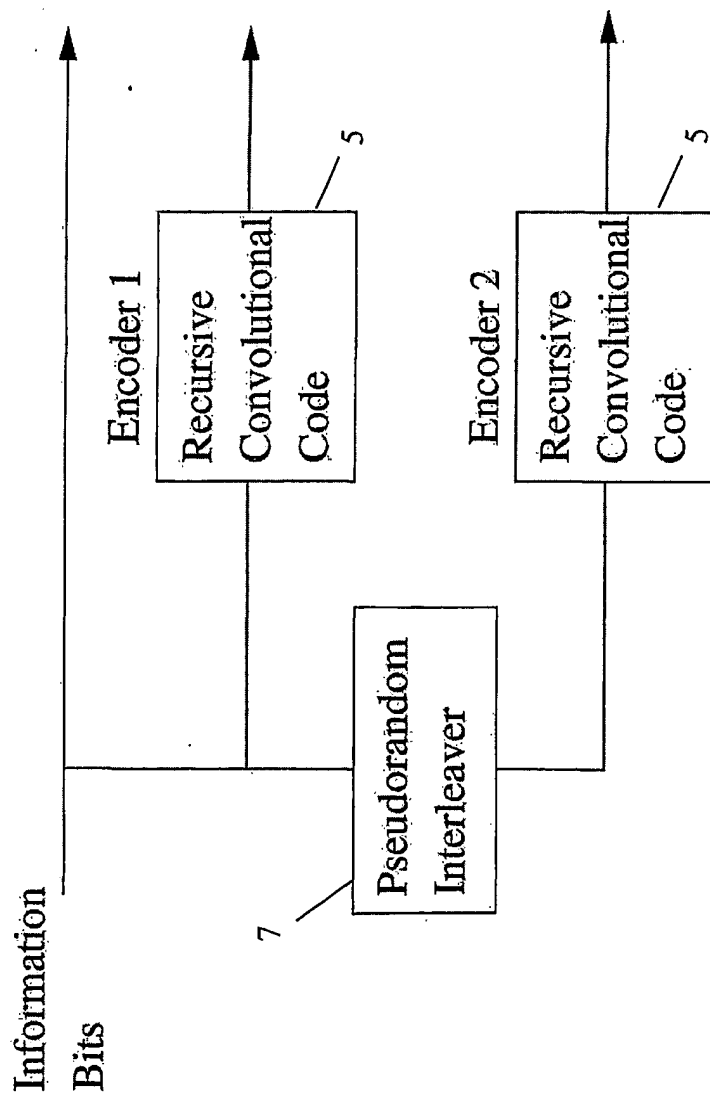 Information
Bits
Encoder 1
Recursive
Convolutional
Code
5
7
Pseudorandom
Interleaver
Encoder 2
Recursive
Convolutional
Code
5